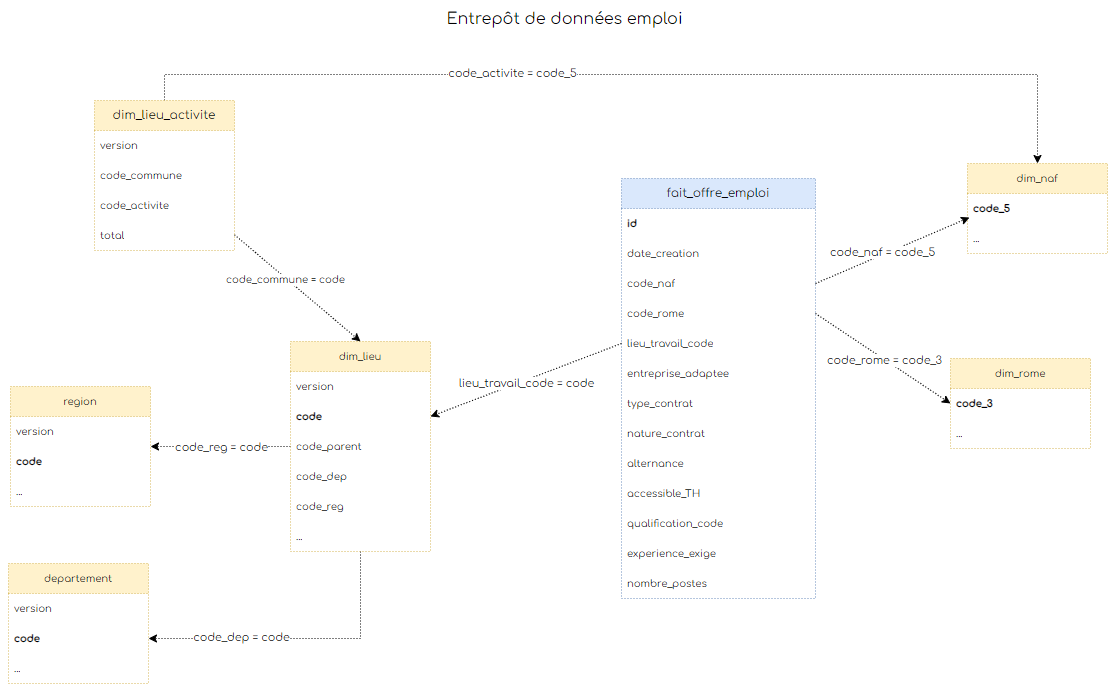 Entrepôt de données emploi
code_activite = code_5
dim_lieu_activite
version
code_commune
code_activite
total
code_commune = code
dim_lieu
version
code
code_parent
code_dep
code_reg
...
region
version
code
...
code_reg = code
departement
version
code
...
code_dep = code
lieu_travail_code = code
fait_offre_emploi
id
date_creation
code_naf
code_rome
lieu_travail_code
entreprise_adaptee
type_contrat
nature_contrat
alternance
accessible_TH
qualification_code
experience_exige
nombre_postes
code_naf = code_5
dim_naf
code_5
...
code_rome = code_3
dim_rome
code_3
...